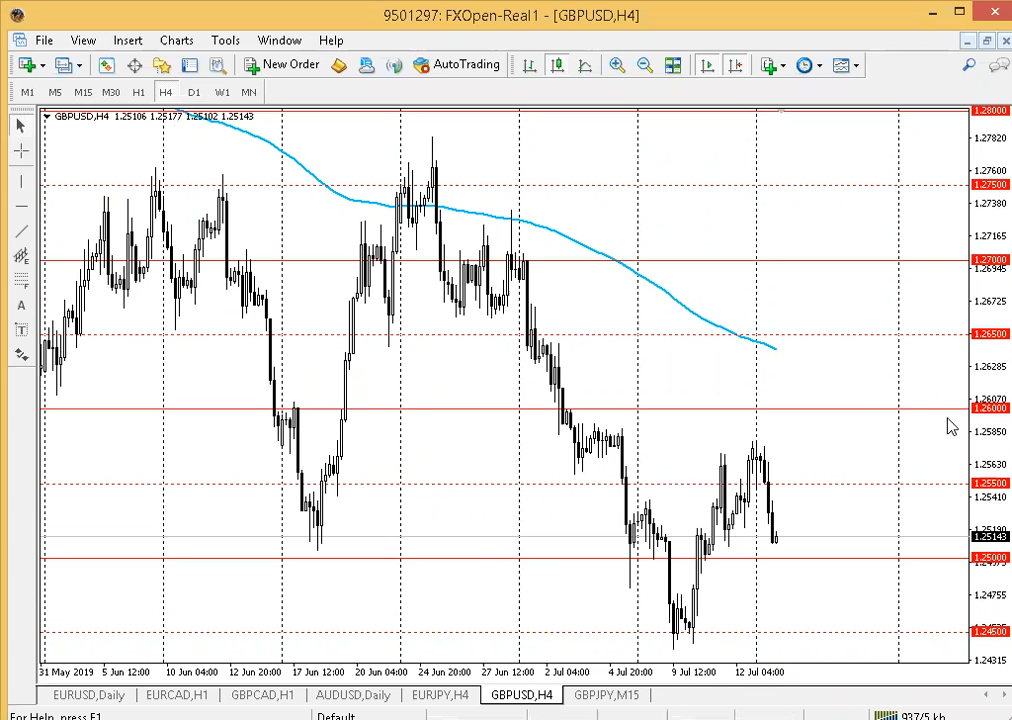 9501297: FXOpen-Real1 - [GBPUSD,H4]
File View Insert Charts Tools Window Help
New Order AutoTrading
M1 M5 M15 M30 H1 H4 D1 W1 MN
GBPUSD,H4 1.25106 1.25177 1.25102 1.25143
1.28000
1.27820
1.27600
1.27500
1.27380
1.27165
1.27000
1.26945
1.26725
1.26500
1.26285
1.26070
1.26000
1.25850
1.25630
1.25500
1.25410
1.25190
1.25143
1.25000
1.24755
1.24500
1.24315
31 May 2019 5 Jun 12:00 10 Jun 04:00 12 Jun 20:00 17 Jun 12:00 20 Jun 04:00 24 Jun 20:00 27 Jun 12:00 2 Jul 04:00 4 Jul 20:00 9 Jul 12:00 12 Jul 04:00
EURUSD,Daily EURCAD,H1 GBPCAD,H1 AUDUSD,Daily EURJPY,H4 GBPUSD,H4 GBPJPY,M15
For Help, press F1 Default 937/5 kb